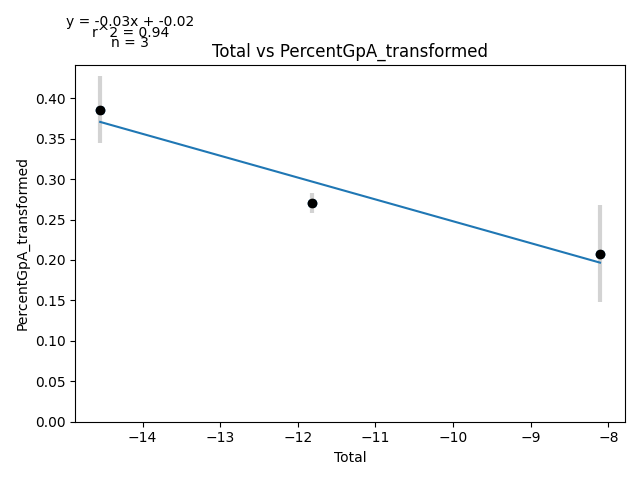 y = -0.03x + -0.02
r^2 = 0.94
n = 3
Total vs PercentGpA_transformed
PercentGpA_transformed
0.40
0.35
0.30
0.25
0.20
0.15
0.10
0.05
0.00
−14
−13
−12
−11
−10
−9
−8
Total